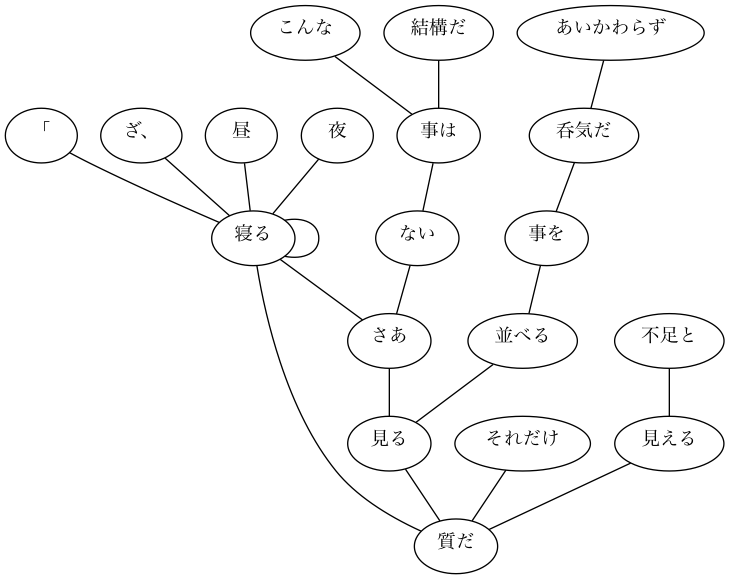 こんな
結構だ
あいかわらず
「
ざ、
昼
夜
事は
呑気だ
寝る
ない
事を
さあ
並べる
不足と
見る
それだけ
見える
質だ